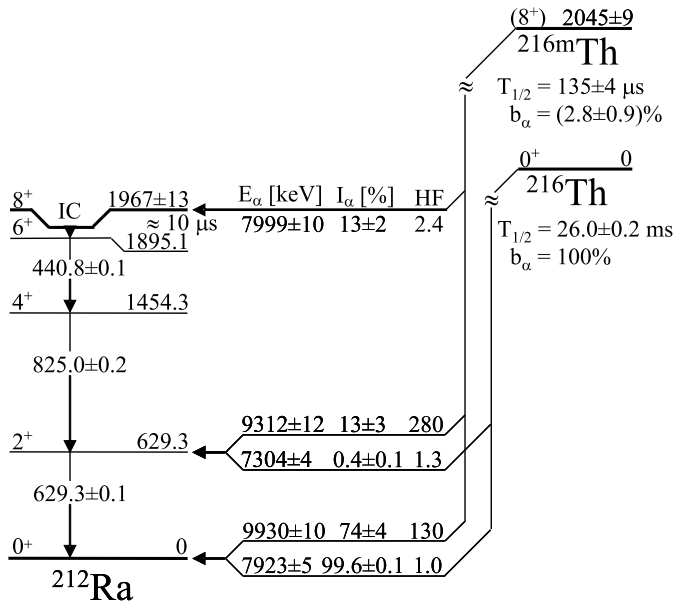 (8⁺) 2045±9
²¹⁶ᵐTh
T₁/₂ = 135±4 μs
bα = (2.8±0.9)%
0⁺ 0
²¹⁶Th
T₁/₂ = 26.0±0.2 ms
bα = 100%
Eα [keV] Iα [%] HF
8⁺ IC 1967±13 7999±10 13±2 2.4
≈ 10 μs
6⁺ 1895.1
440.8±0.1
4⁺ 1454.3
825.0±0.2
9312±12 13±3 280
2⁺ 629.3
7304±4 0.4±0.1 1.3
629.3±0.1
9930±10 74±4 130
0⁺ 0
7923±5 99.6±0.1 1.0
²¹²Ra